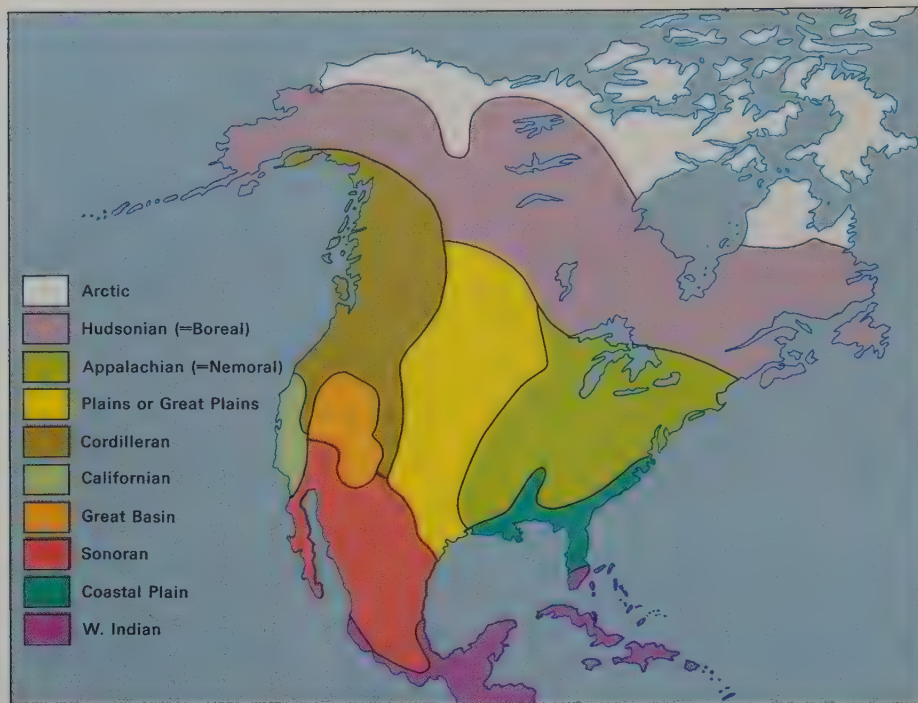 Arctic
Hudsonian (=Boreal)
Appalachian (=Nemoral)
Plains or Great Plains
Cordilleran
Californian
Great Basin
Sonoran
Coastal Plain
W. Indian